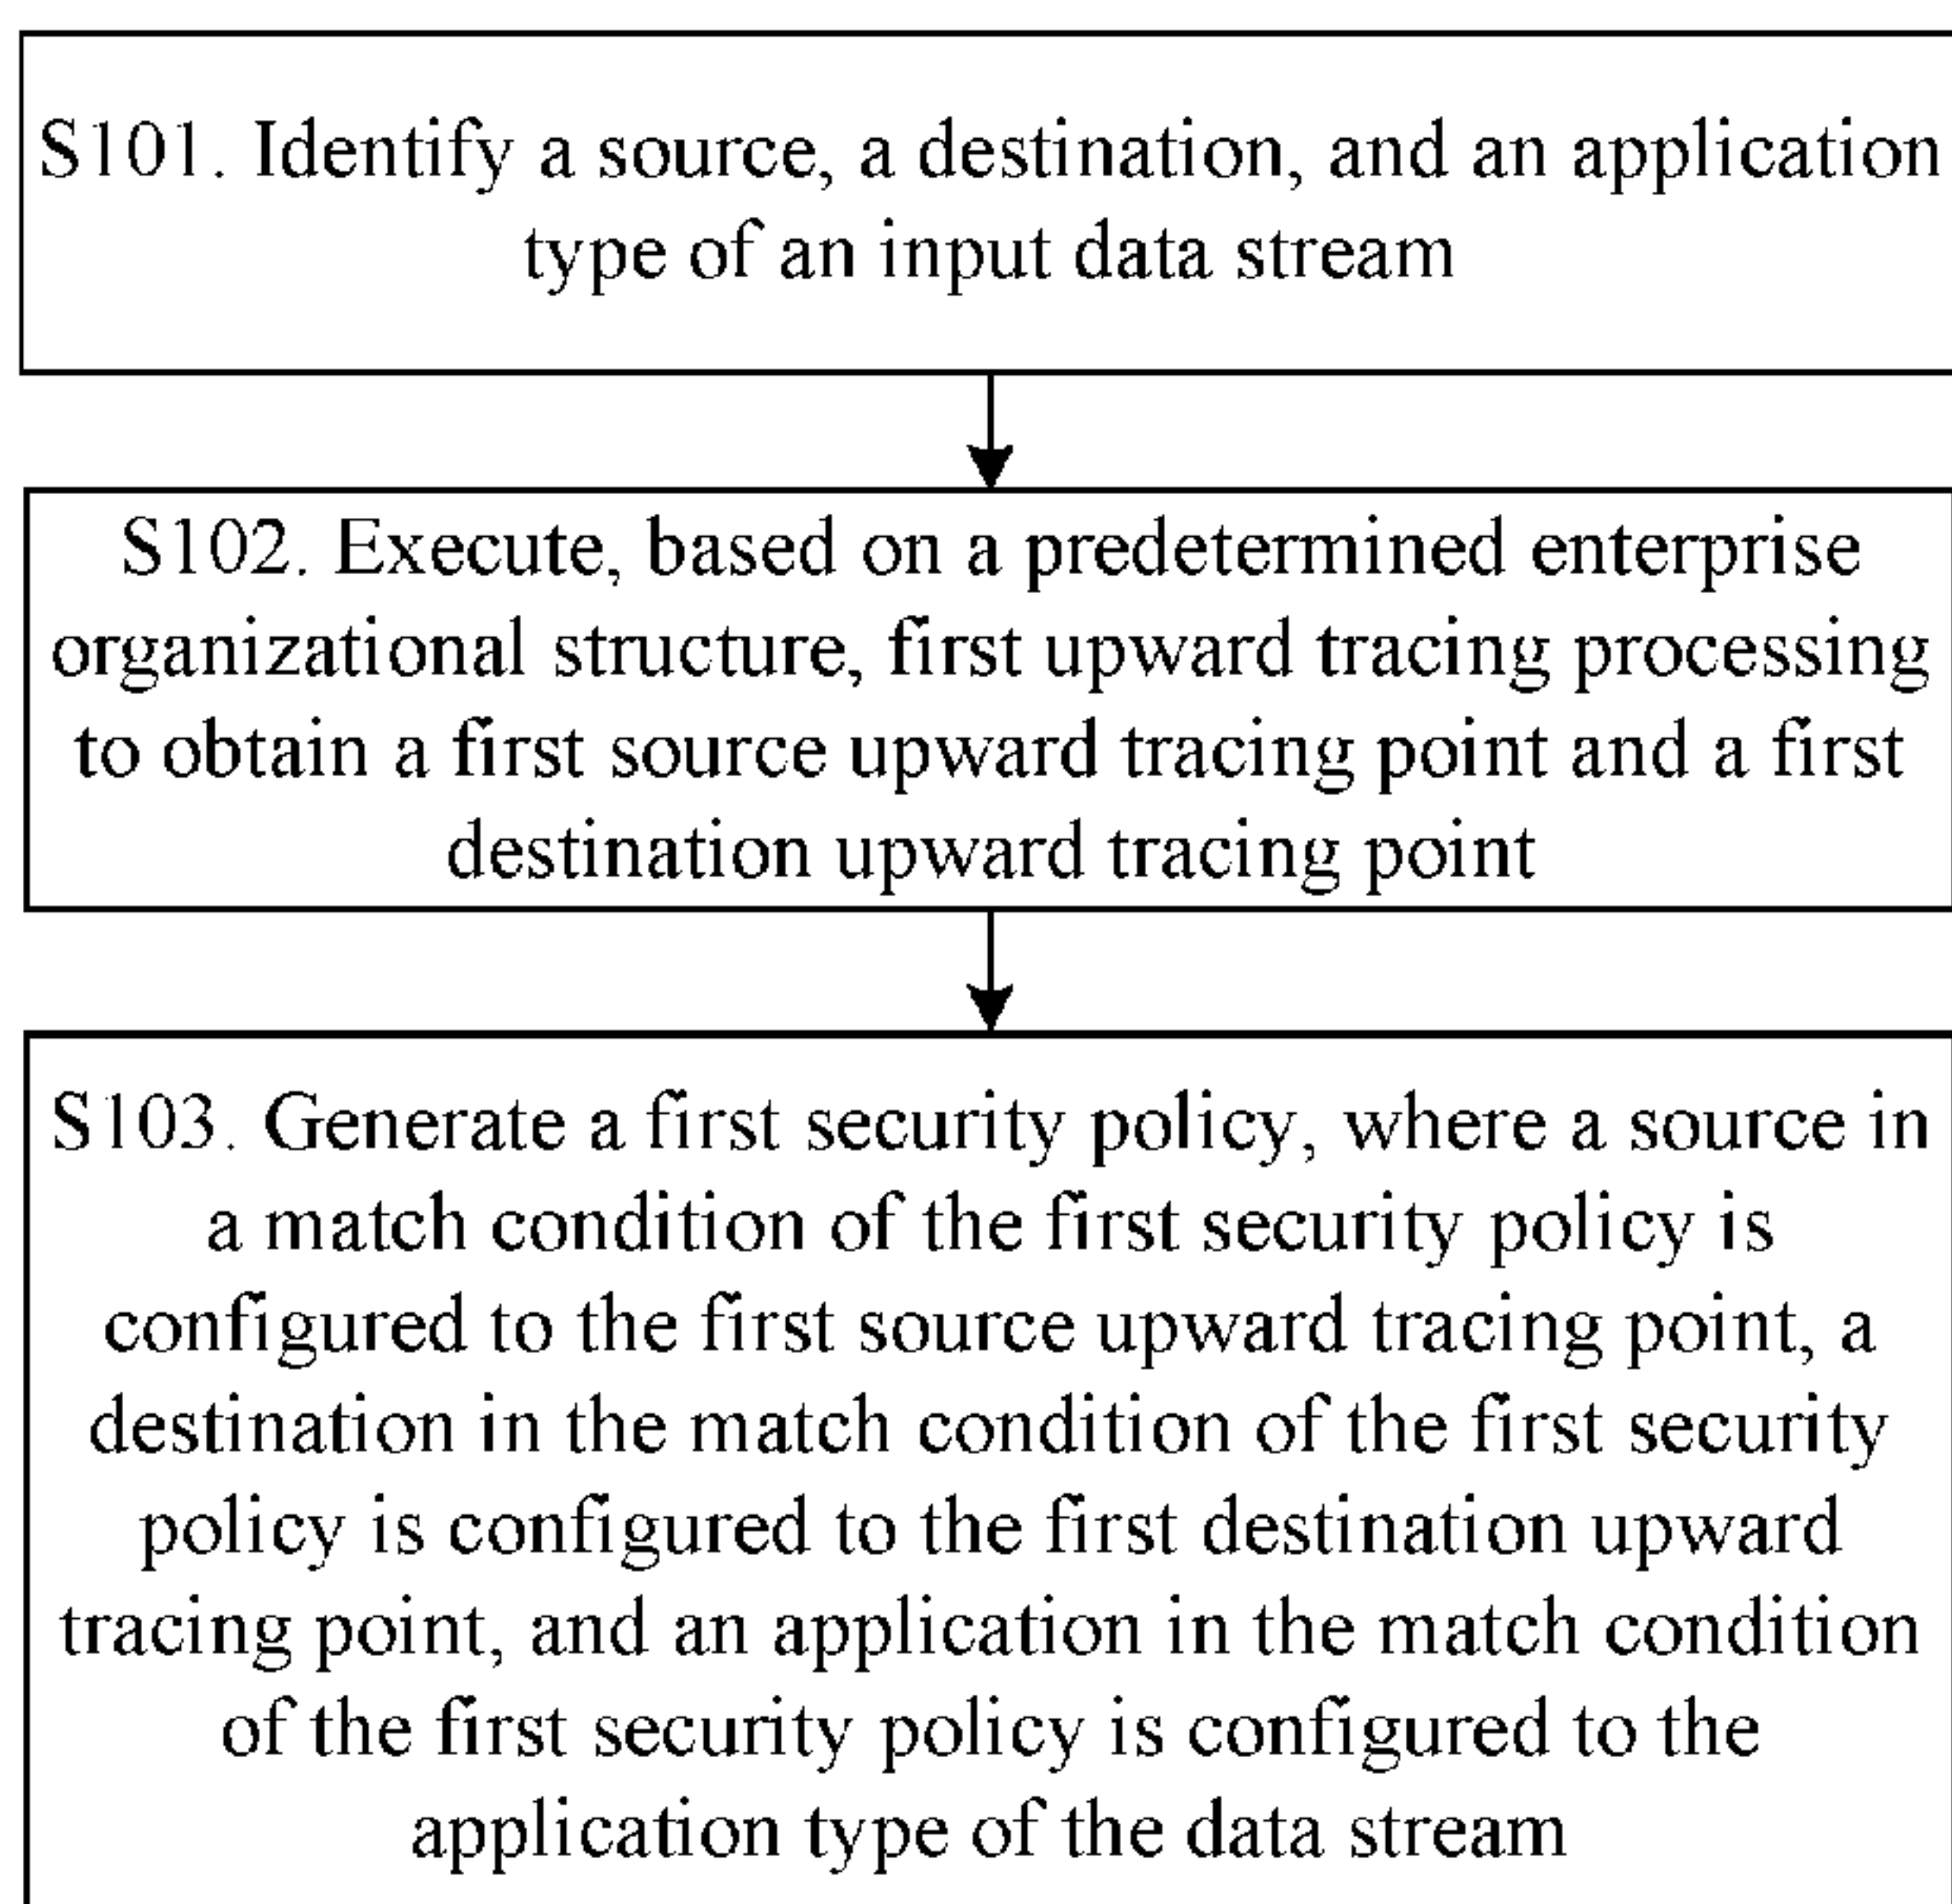 S101. Identify a source, a destination, and an application
type of an input data stream
S102. Execute, based on a predetermined enterprise
organizational structure, first upward tracing processing
to obtain a first source upward tracing point and a first
destination upward tracing point
S103. Generate a first security policy, where a source in
a match condition of the first security policy is
configured to the first source upward tracing point, a
destination in the match condition of the first security
policy is configured to the first destination upward
tracing point, and an application in the match condition
of the first security policy is configured to the
application type of the data stream